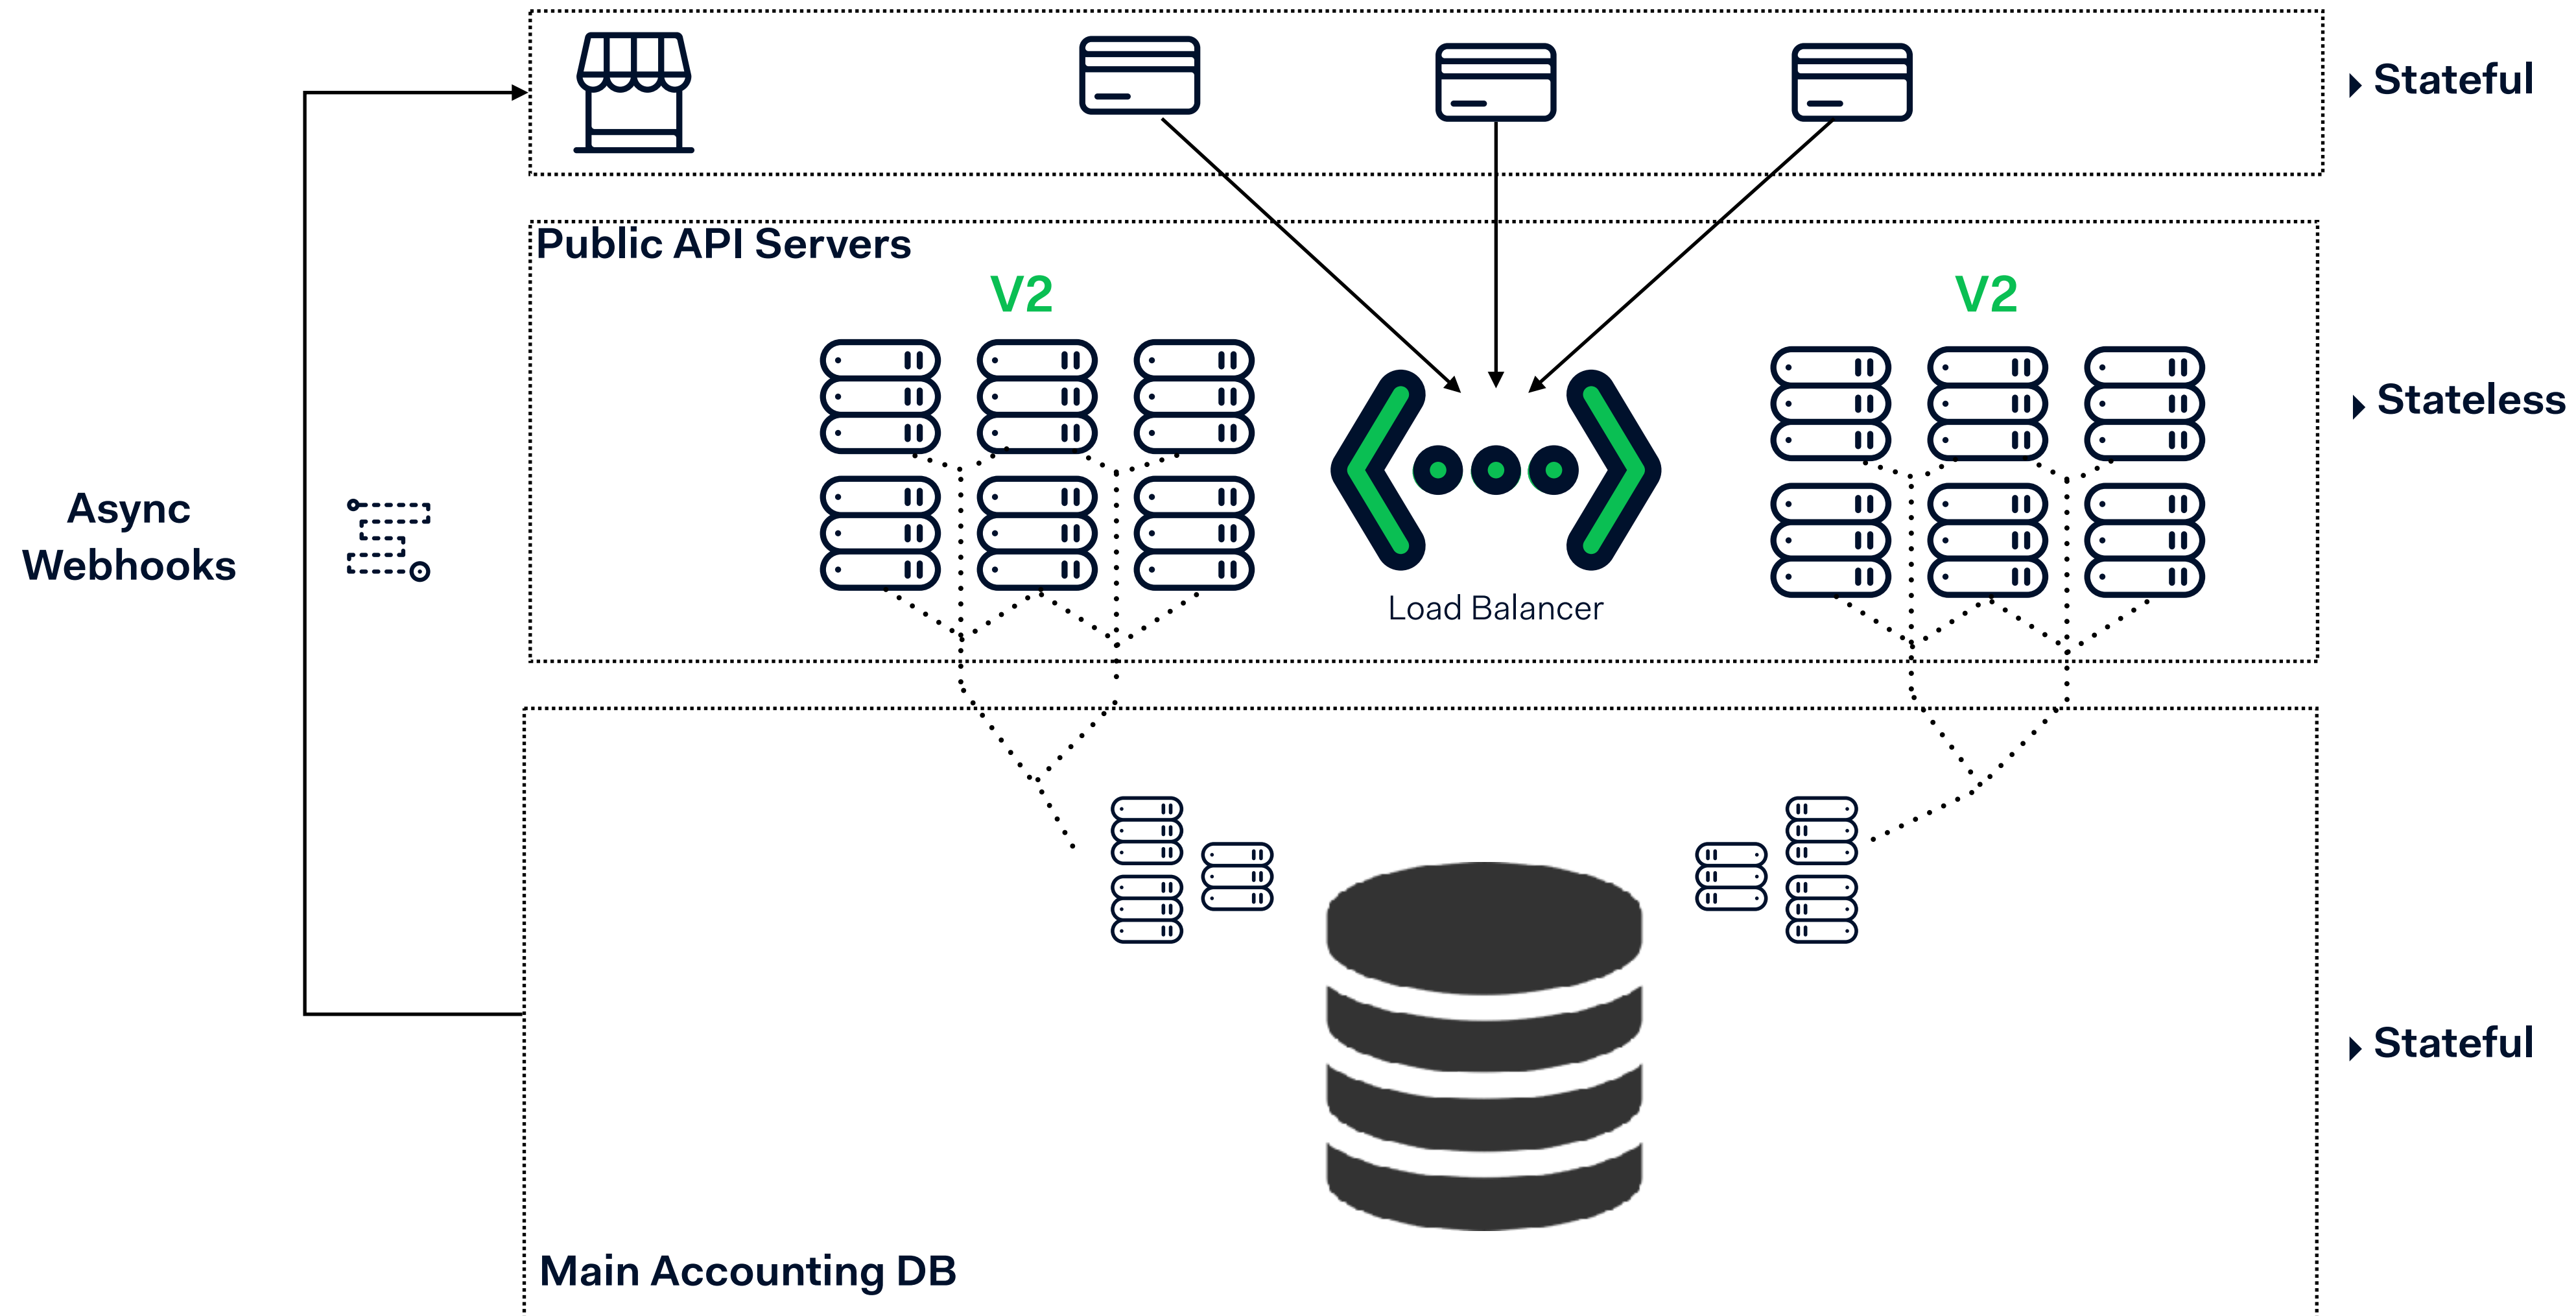 Stateful
Public API Servers
V2
V2
Stateless
Async
Webhooks
Load Balancer
Stateful
Main Accounting DB